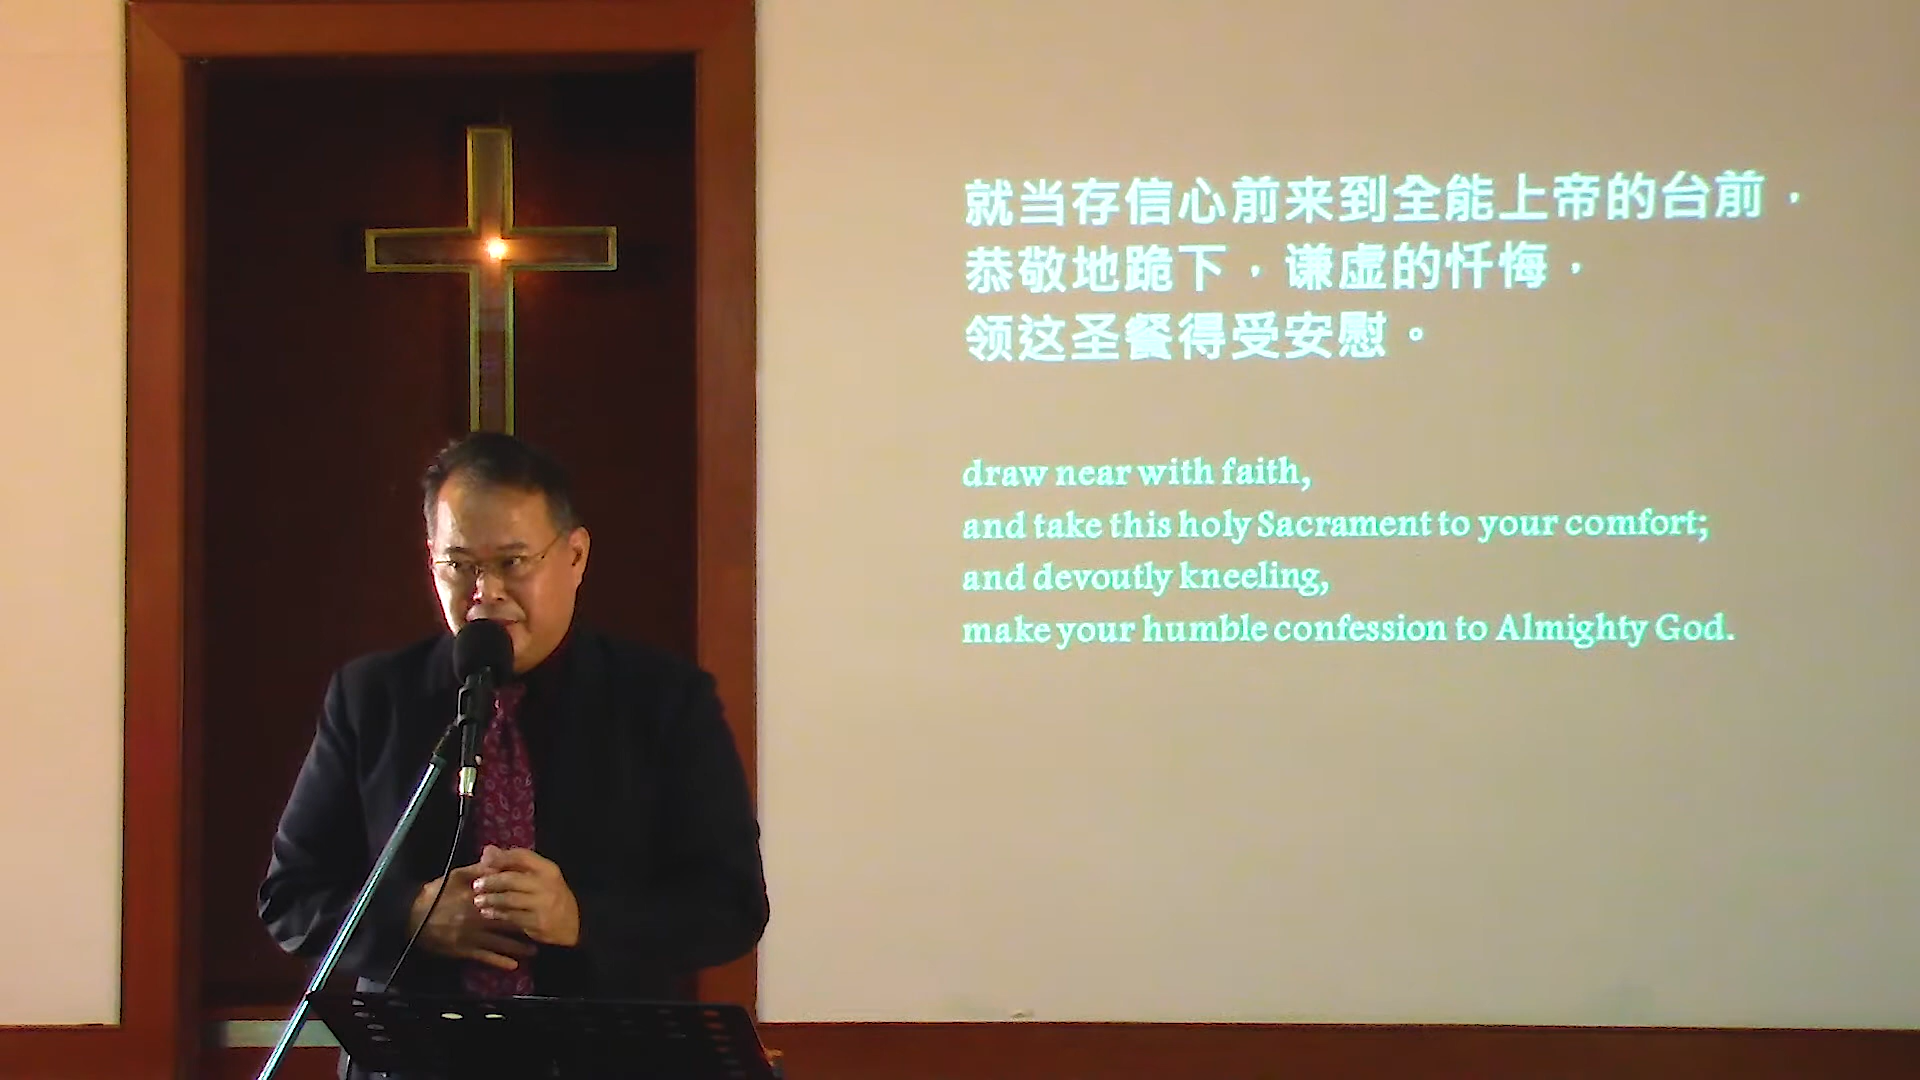 就当存信心前来到全能上帝的台前，
恭敬地跪下，谦虚的忏悔，
领这圣餐得受安慰。
draw near with faith,
and take this holy Sacrament to your comfort;
and devoutly kneeling,
make your humble confession to Almighty God.